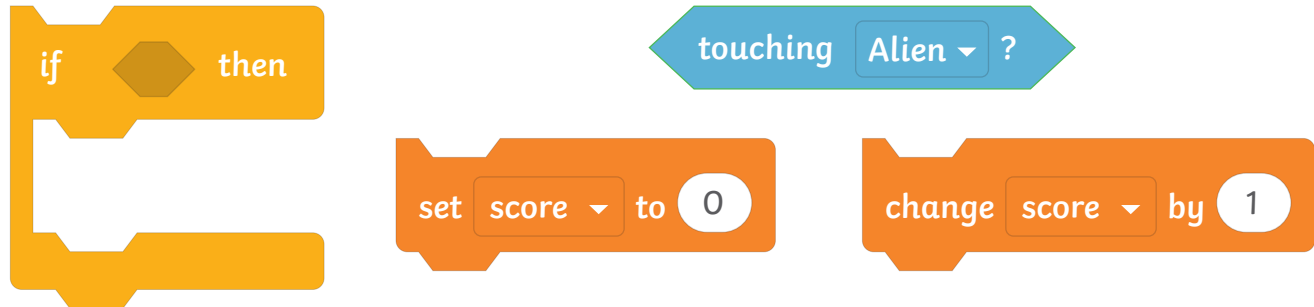 if then
touching Alien ?
set score to 0
change score by 1